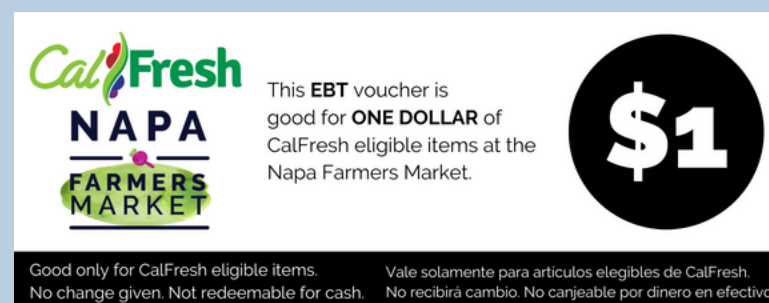 CalFresh
NAPA
FARMERS
MARKET
This EBT voucher is
good for ONE DOLLAR of
CalFresh eligible items at the
Napa Farmers Market.
$1
Good only for CalFresh eligible items.
No change given. Not redeemable for cash.
Vale solamente para artículos elegibles de CalFresh.
No recibirá cambio. No canjeable por dinero en efectivo